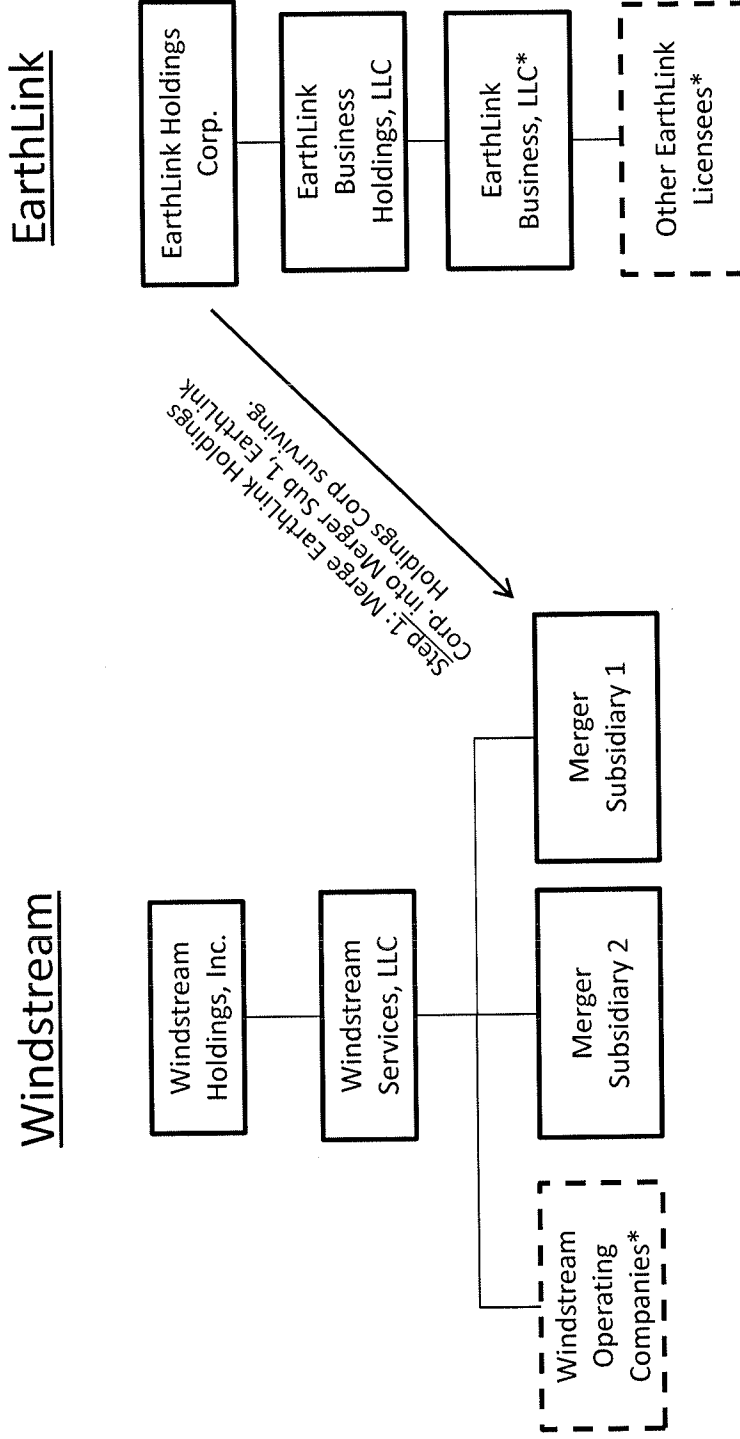 Windstream
Windstream
Holdings, Inc.
Windstream
Services, LLC
Windstream
Operating
Companies*
Merger
Subsidiary 2
Merger
Subsidiary 1
Step 1: Merge EarthLink Holdings
Corp. into Merger Sub 1, EarthLink
Holdings Corp surviving.
EarthLink
EarthLink Holdings
Corp.
EarthLink
Business
Holdings, LLC
EarthLink
Business, LLC*
Other EarthLink
Licensees*